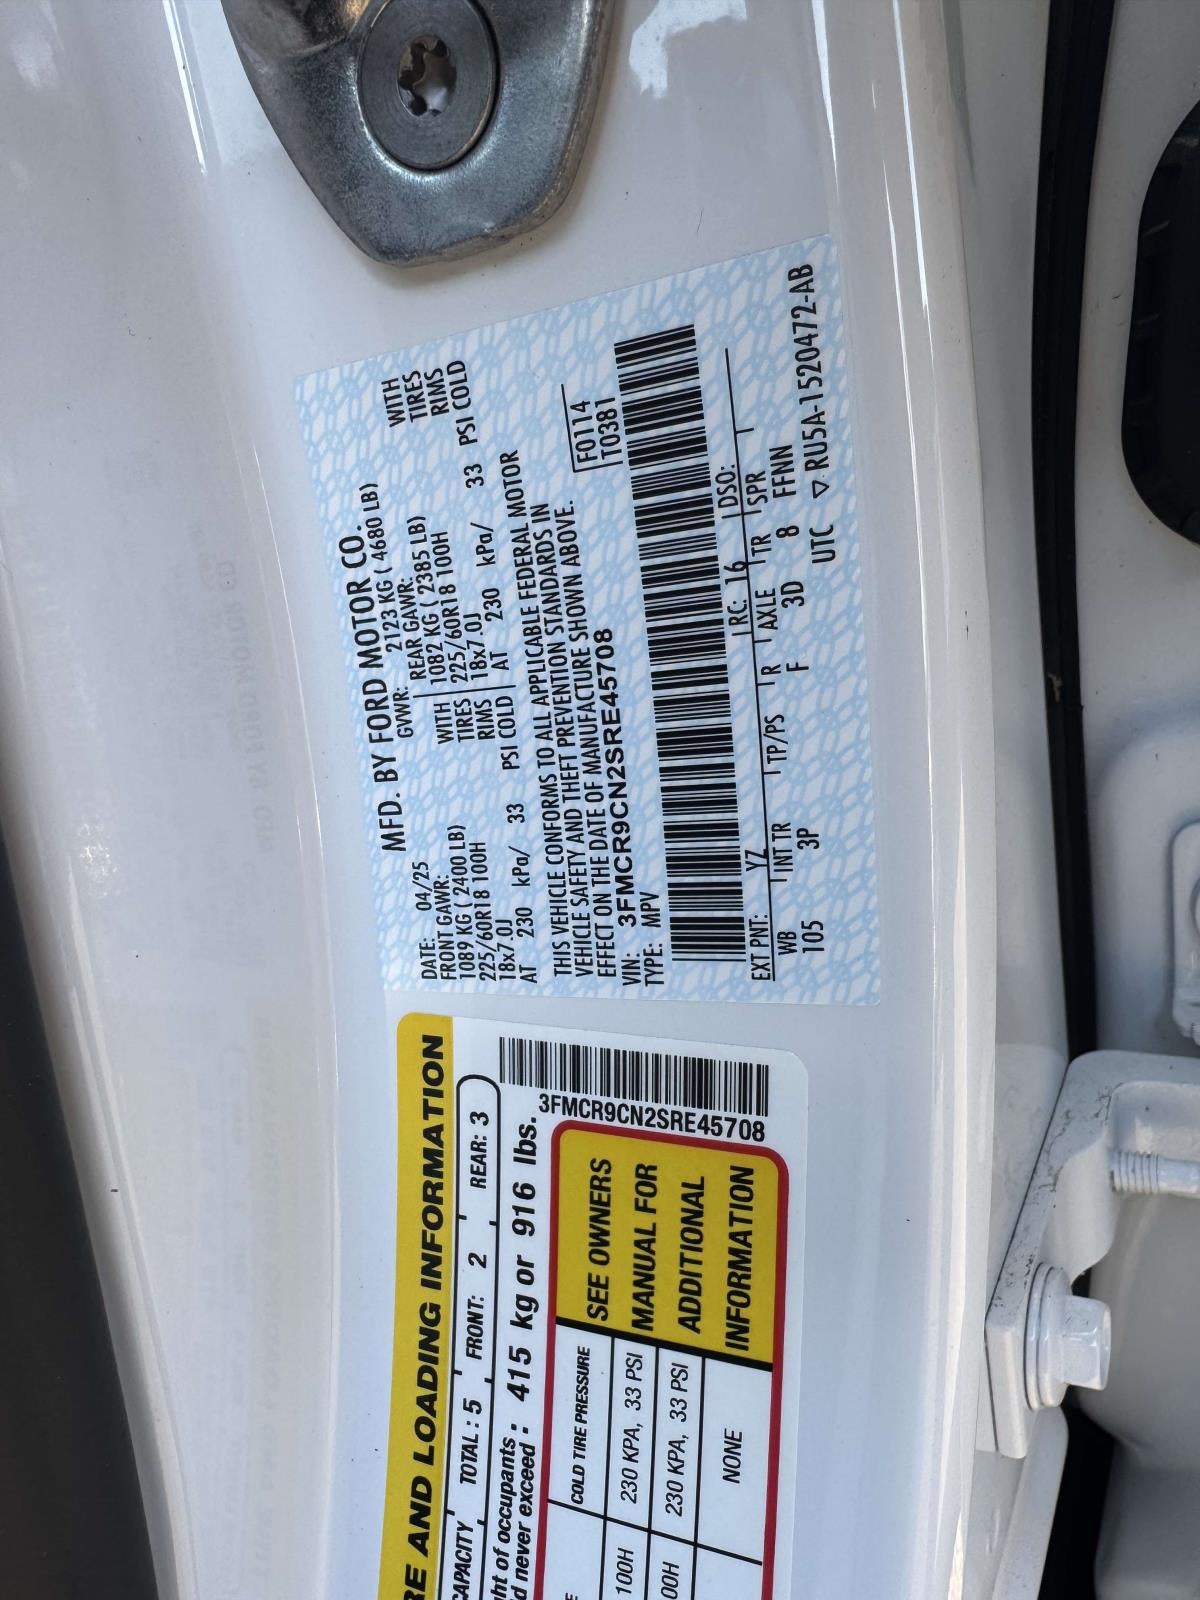 MFD. BY FORD MOTOR CO.
DATE: 04/25 GVWR: 2123 KG ( 4680 LB)
FRONT GAWR: REAR GAWR:
1089 KG ( 2400 LB) WITH 1082 KG ( 2385 LB) WITH
225/60R18 100H TIRES 225/60R18 100H TIRES
18x7.0J RIMS 18x7.0J RIMS
AT 230 kPa/ 33 PSI COLD AT 230 kPa/ 33 PSI COLD
THIS VEHICLE CONFORMS TO ALL APPLICABLE FEDERAL MOTOR
VEHICLE SAFETY AND THEFT PREVENTION STANDARDS IN
EFFECT ON THE DATE OF MANUFACTURE SHOWN ABOVE.
F0114
VIN: 3FMCR9CN2SRE45708 T0381
TYPE: MPV
EXT PNT: YZ RC: 16 DSO:
WB INT TR TP/PS R AXLE TR SPR
105 3P F 3D 8 FFNN
UTC ▽ RU5A-1520472-AB
RE AND LOADING INFORMATION
CAPACITY TOTAL : 5 FRONT: 2 REAR: 3
ght of occupants
d never exceed : 415 kg or 916 lbs.
3FMCR9CN2SRE45708
E COLD TIRE PRESSURE SEE OWNERS
100H 230 KPA, 33 PSI MANUAL FOR
00H 230 KPA, 33 PSI ADDITIONAL
NONE INFORMATION